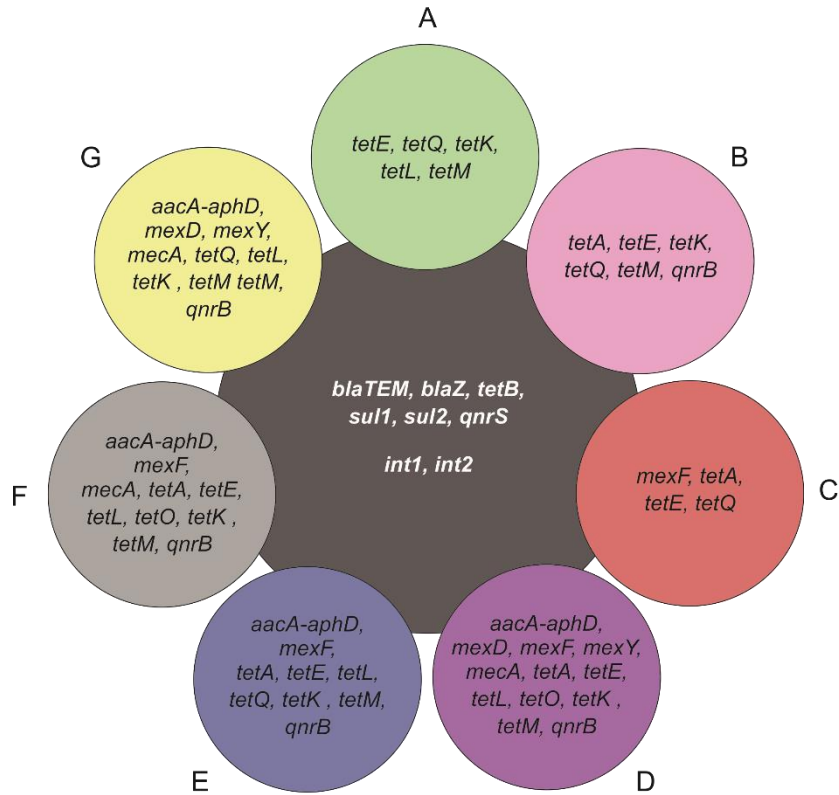 A
tetE, tetQ, tetK,
tetL, tetM
B
tetA, tetE, tetK,
tetQ, tetM, qnrB
C
mexF, tetA,
tetE, tetQ
D
aacA-aphD,
mexD, mexF, mexY,
mecA, tetA, tetE,
tetL, tetO, tetK ,
tetM, qnrB
E
aacA-aphD,
mexF,
tetA, tetE, tetL,
tetQ, tetK , tetM,
qnrB
F
aacA-aphD,
mexF,
mecA, tetA, tetE,
tetL, tetO, tetK ,
tetM, qnrB
G
aacA-aphD,
mexD, mexY,
mecA, tetQ, tetL,
tetK , tetM tetM,
qnrB
blaTEM, blaZ, tetB,
sul1, sul2, qnrS
int1, int2